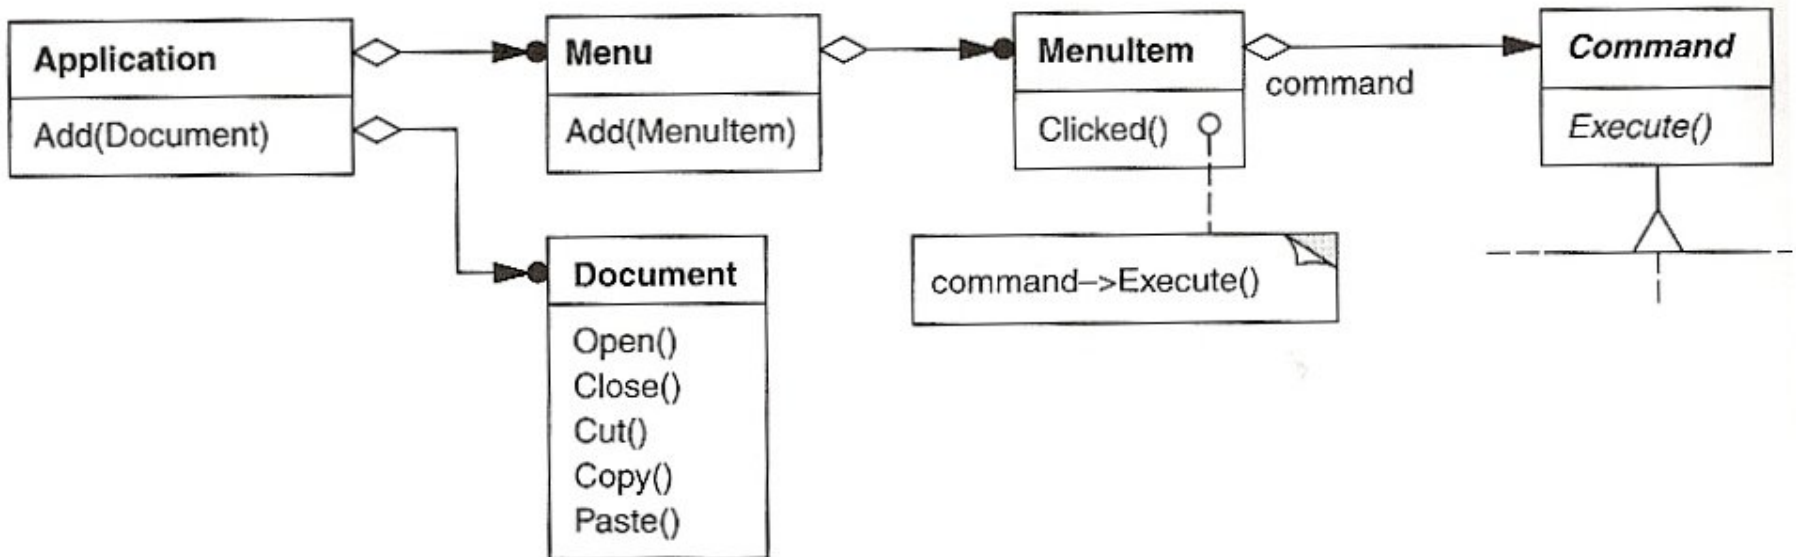 Application
Add(Document)
Menu
Add(MenuItem)
MenuItem
Clicked()
command
Command
Execute()
command–>Execute()
Document
Open()
Close()
Cut()
Copy()
Paste()